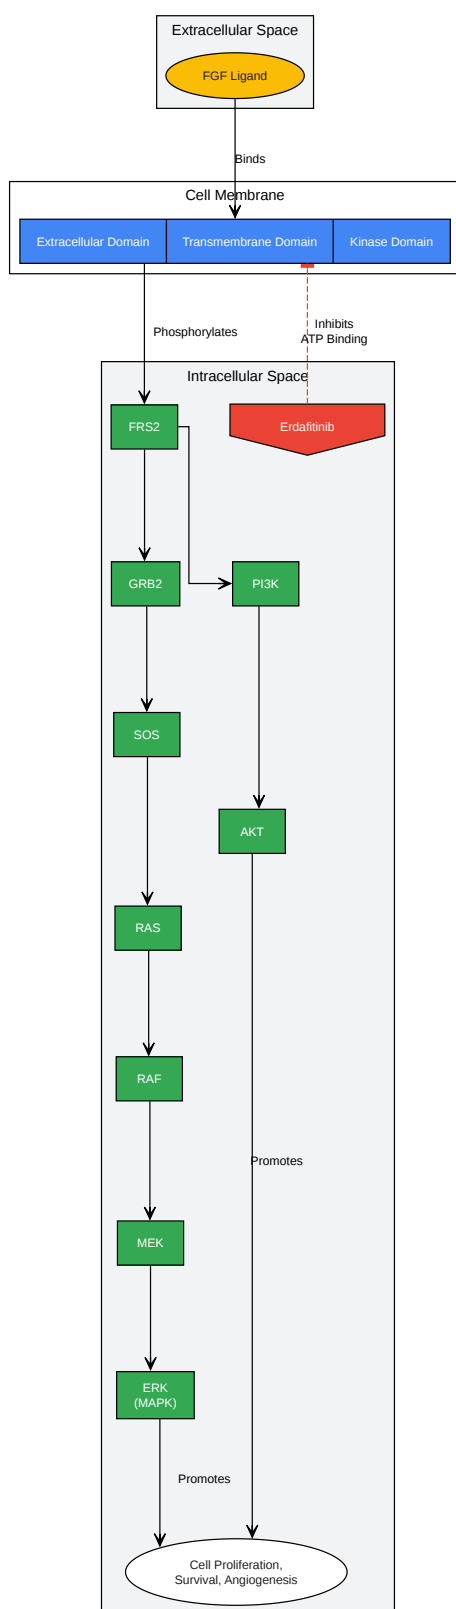 Extracellular Space
FGF Ligand
Binds
Cell Membrane
Extracellular Domain
Transmembrane Domain
Kinase Domain
Phosphorylates
Inhibits
ATP Binding
Intracellular Space
FRS2
Erdafitinib
GRB2
PI3K
SOS
AKT
RAS
RAF
Promotes
MEK
ERK
(MAPK)
Promotes
Cell Proliferation,
Survival, Angiogenesis